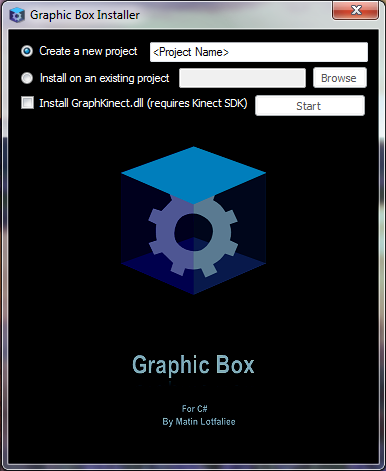 Graphic Box Installer
Create a new project <Project Name>
Install on an existing project Browse
Install GraphKinect.dll (requires Kinect SDK) Start
Graphic Box
For C#
By Matin Lotfaliee